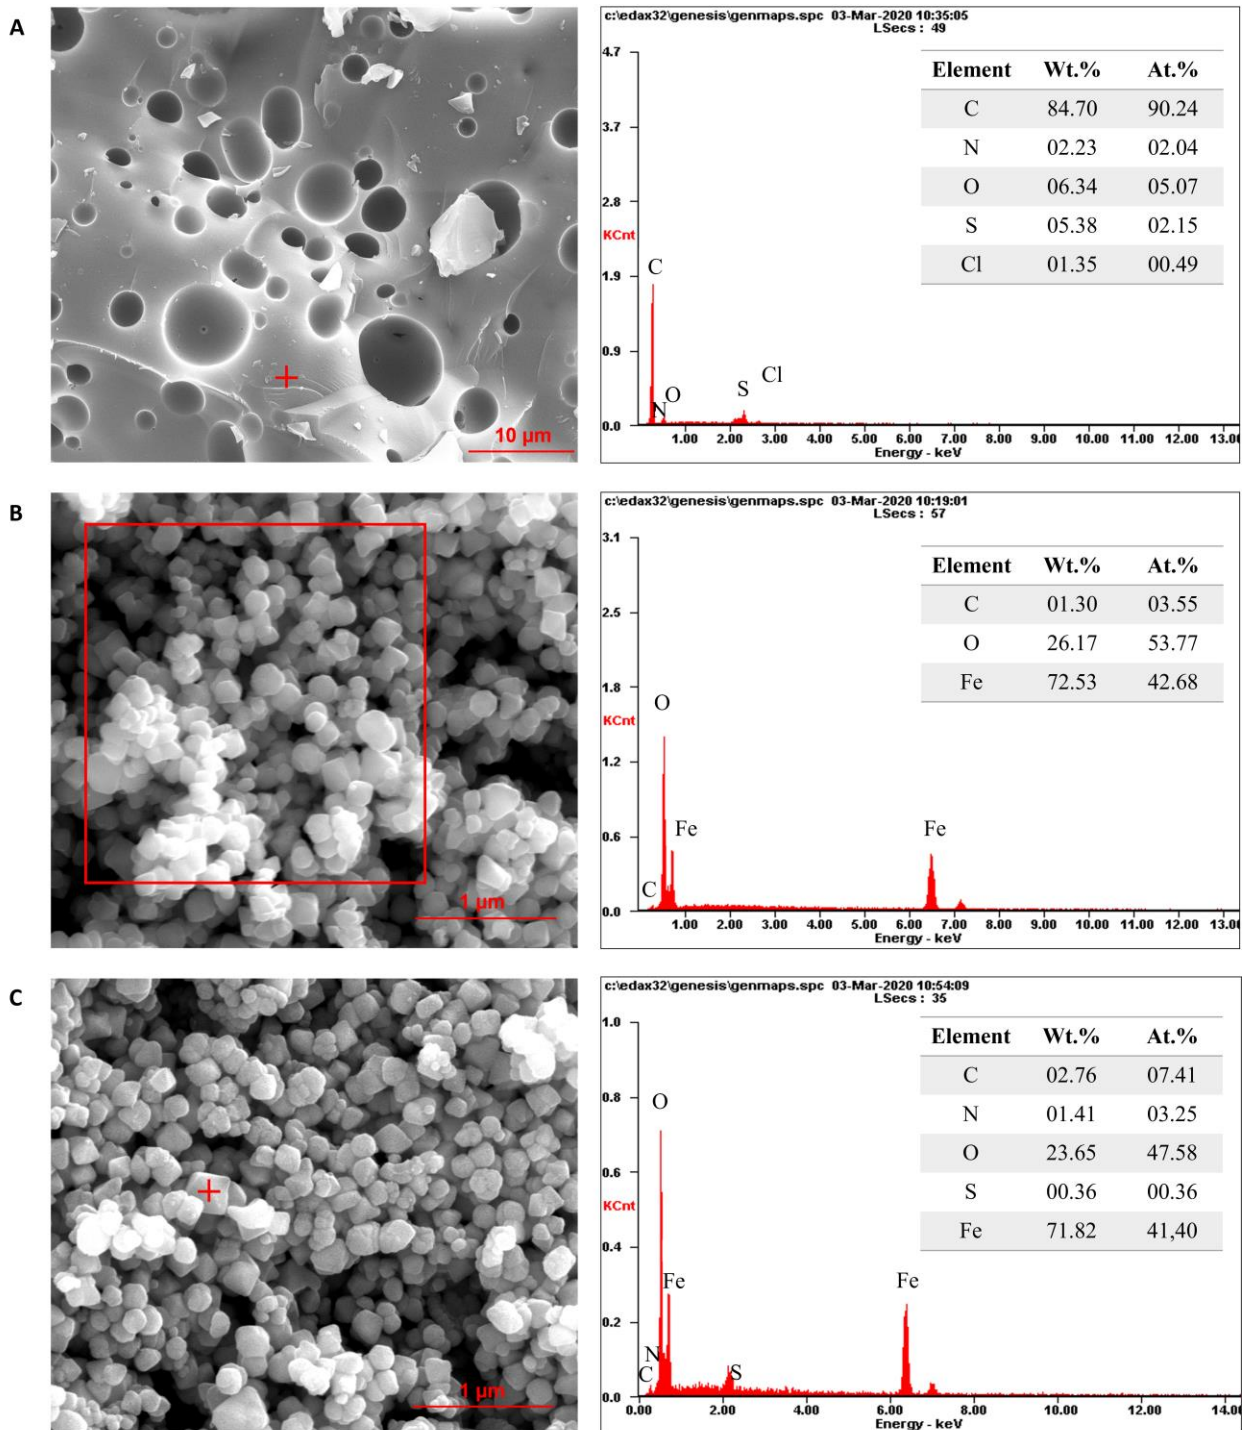 A
10 µm
c:\edax32\genesis\genmaps.spc 03-Mar-2020 10:35:05
LSecs : 49
4.7
3.7
2.8
KCnt
1.9
0.9
0.0
C
N
O
S
Cl
1.00 2.00 3.00 4.00 5.00 6.00 7.00 8.00 9.00 10.00 11.00 12.00 13.00
Energy - keV
Element Wt.% At.%
C 84.70 90.24
N 02.23 02.04
O 06.34 05.07
S 05.38 02.15
Cl 01.35 00.49
B
1 µm
c:\edax32\genesis\genmaps.spc 03-Mar-2020 10:19:01
LSecs : 57
3.1
2.5
1.8
KCnt
1.2
0.6
0.0
C
O
Fe
Fe
1.00 2.00 3.00 4.00 5.00 6.00 7.00 8.00 9.00 10.00 11.00 12.00 13.00
Energy - keV
Element Wt.% At.%
C 01.30 03.55
O 26.17 53.77
Fe 72.53 42.68
C
1 µm
c:\edax32\genesis\genmaps.spc 03-Mar-2020 10:54:09
LSecs : 35
1.0
0.8
0.6
KCnt
0.4
0.2
0.0
C
N
O
Fe
S
Fe
0.00 2.00 4.00 6.00 8.00 10.00 12.00 14.00
Energy - keV
Element Wt.% At.%
C 02.76 07.41
N 01.41 03.25
O 23.65 47.58
S 00.36 00.36
Fe 71.82 41,40